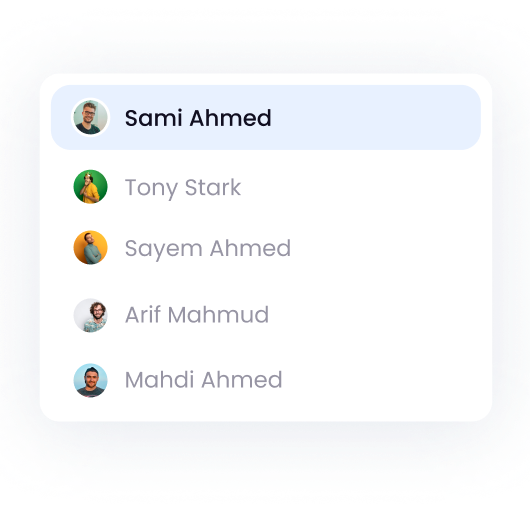 Sami Ahmed
Tony Stark
Sayem Ahmed
Arif Mahmud
Mahdi Ahmed